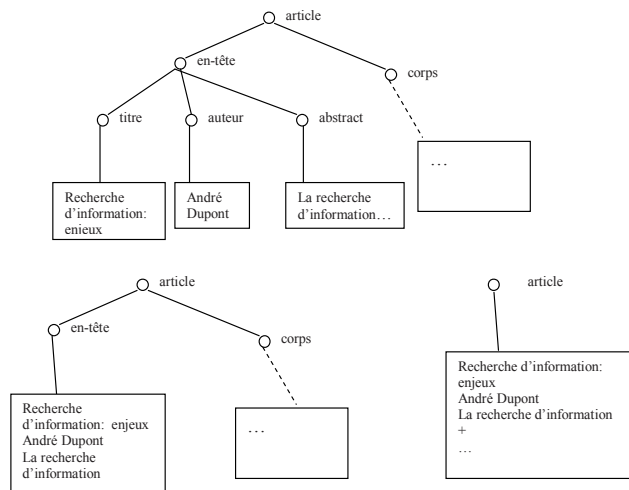 article
en-tête
corps
titre
auteur
abstract
Recherche
d’information:
enieux
André
Dupont
La recherche
d’information…
…
article
en-tête
corps
Recherche
d’information: enjeux
André Dupont
La recherche
d’information
…
article
Recherche d’information:
enjeux
André Dupont
La recherche d’information
+
…